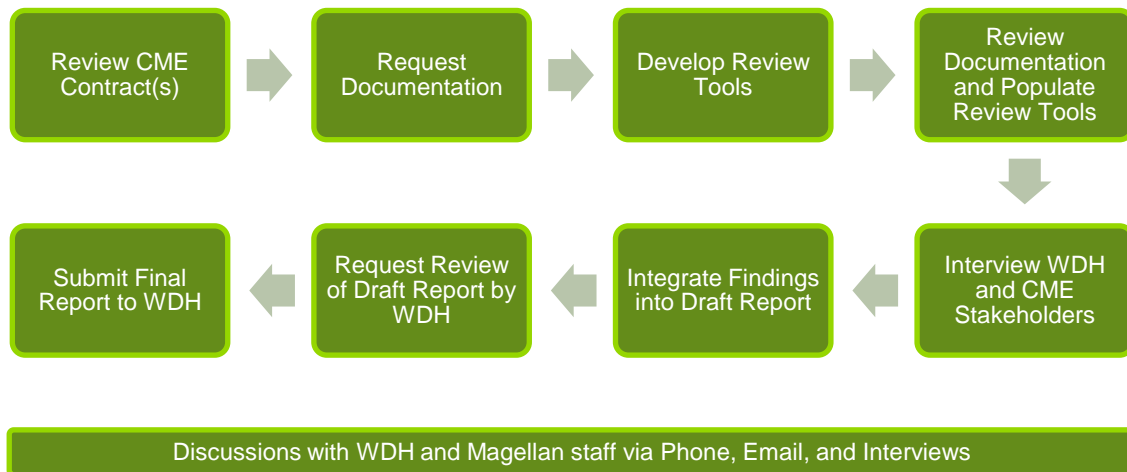 Review CME
Contract(s)
Request
Documentation
Develop Review
Tools
Review
Documentation
and Populate
Review Tools
Interview WDH
and CME
Stakeholders
Integrate Findings
into Draft Report
Request Review
of Draft Report by
WDH
Submit Final
Report to WDH
Discussions with WDH and Magellan staff via Phone, Email, and Interviews